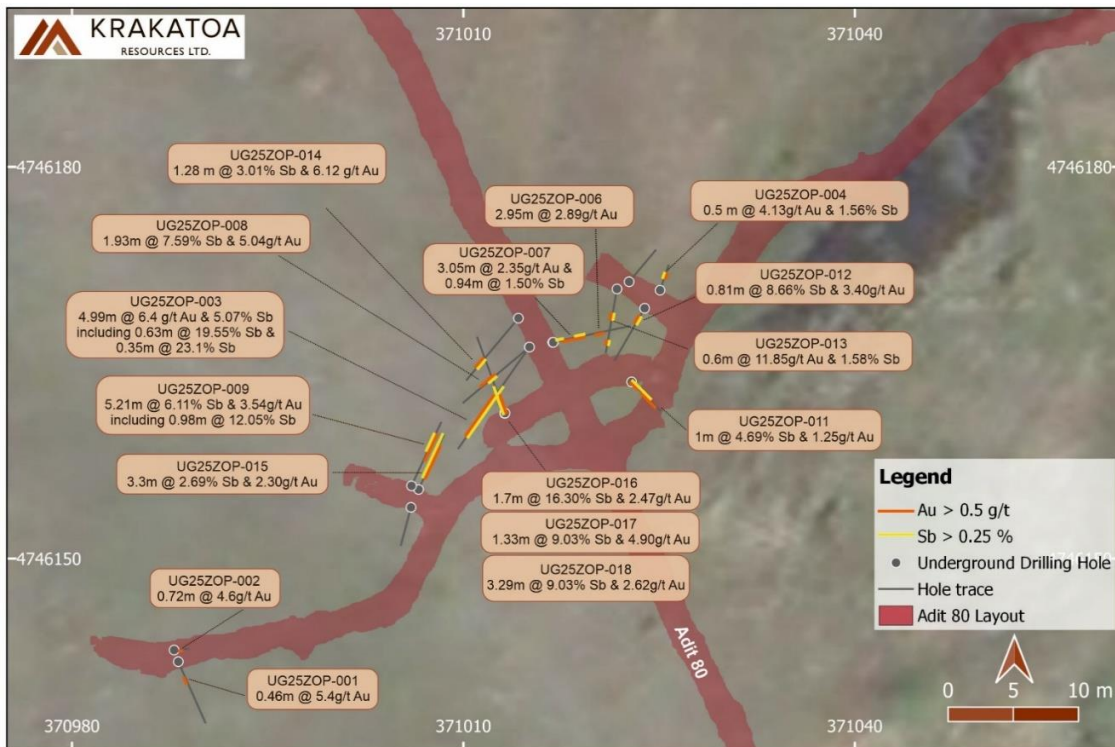 KRAKATOA
RESOURCES LTD.
371010
371040
4746180
4746180
UG25ZOP-014
1.28 m @ 3.01% Sb & 6.12 g/t Au
UG25ZOP-006
2.95m @ 2.89g/t Au
UG25ZOP-004
0.5 m @ 4.13g/t Au & 1.56% Sb
UG25ZOP-008
1.93m @ 7.59% Sb & 5.04g/t Au
UG25ZOP-007
3.05m @ 2.35g/t Au &
0.94m @ 1.50% Sb
UG25ZOP-012
0.81m @ 8.66% Sb & 3.40g/t Au
UG25ZOP-003
4.99m @ 6.4 g/t Au & 5.07% Sb
including 0.63m @ 19.55% Sb &
0.35m @ 23.1% Sb
UG25ZOP-013
0.6m @ 11.85g/t Au & 1.58% Sb
UG25ZOP-009
5.21m @ 6.11% Sb & 3.54g/t Au
including 0.98m @ 12.05% Sb
UG25ZOP-011
1m @ 4.69% Sb & 1.25g/t Au
UG25ZOP-015
3.3m @ 2.69% Sb & 2.30g/t Au
UG25ZOP-016
1.7m @ 16.30% Sb & 2.47g/t Au
UG25ZOP-017
1.33m @ 9.03% Sb & 4.90g/t Au
UG25ZOP-018
3.29m @ 9.03% Sb & 2.62g/t Au
Legend
Au > 0.5 g/t
Sb > 0.25 %
Underground Drilling Hole
Hole trace
Adit 80 Layout
4746150
4746150
UG25ZOP-002
0.72m @ 4.6g/t Au
UG25ZOP-001
0.46m @ 5.4g/t Au
Adit 80
0 5 10 m
370980
371010
371040